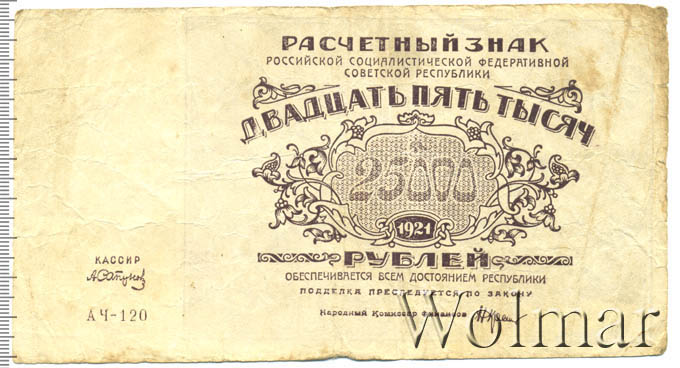 РАСЧЕТНЫЙ ЗНАК
РОССИЙСКОЙ СОЦИАЛИСТИЧЕСКОЙ ФЕДЕРАТИВНОЙ
СОВЕТСКОЙ РЕСПУБЛИКИ
ДВАДЦАТЬ ПЯТЬ ТЫСЯЧ
25000
1921
РУБЛЕЙ
ОБЕСПЕЧИВАЕТСЯ ВСЕМ ДОСТОЯНИЕМ РЕСПУБЛИКИ
ПОДДЕЛКА ПРЕСЛЕДУЕТСЯ ПО ЗАКОНУ
Народный Комиссар Финансов
КАССИР
АЧ-120
Wolmar